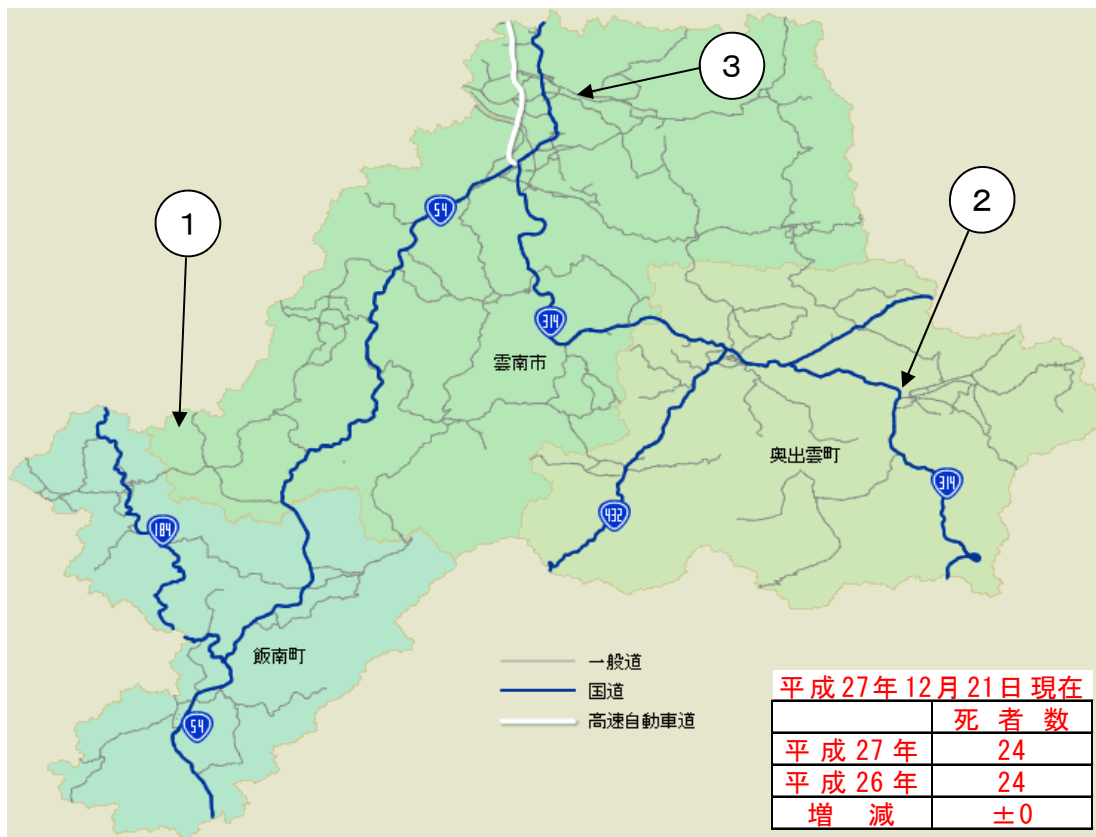 3
1
2
54
314
雲南市
奥出雲町
314
432
184
飯南町
54
一般道
国道
高速自動車道
平成27年12月21日現在
死者数
平成27年 24
平成26年 24
増減 ±0